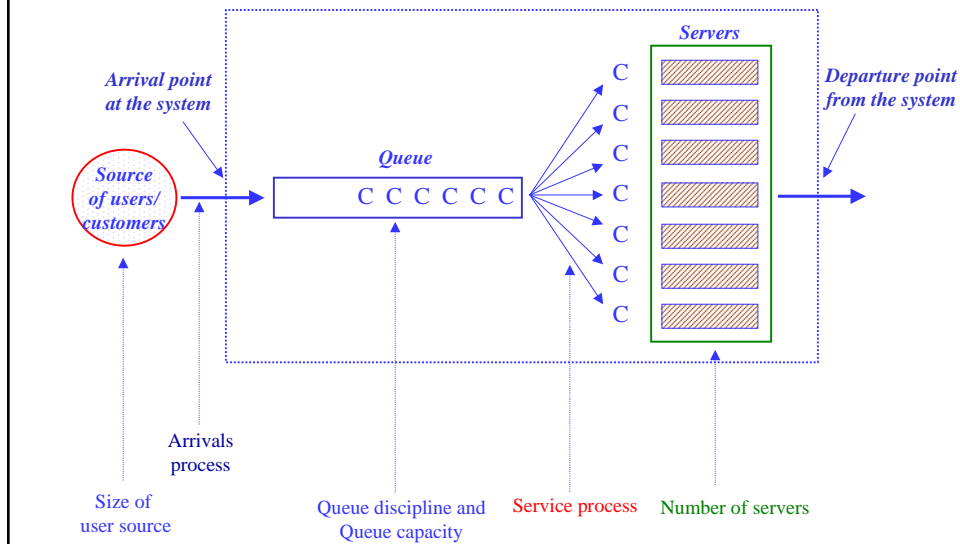 Servers
Arrival point
at the system
Departure point
from the system
C
C
Queue
C
Source
of users/
customers
C C C C C C
C
C
C
C
Arrivals
process
Size of
user source
Queue discipline and
Queue capacity
Service process
Number of servers